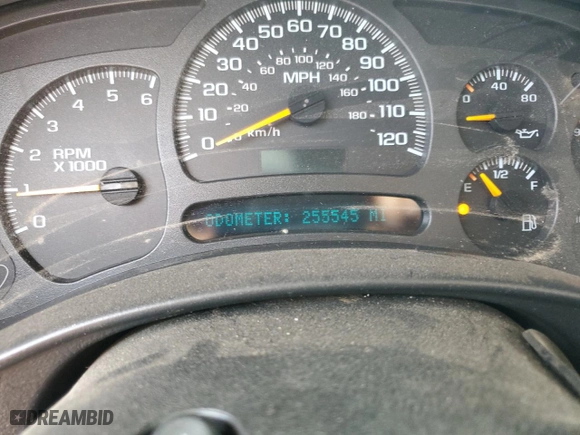 0 1 2 3 4 5 6
RPM
X 1000
0 10 20 30 40 50 60 70 80 90 100 110 120
20 40 60 80 100 120 140 160 180
MPH
km/h
ODOMETER: 255545 MI
0 40 80
E 1/2 F
DREAMBID